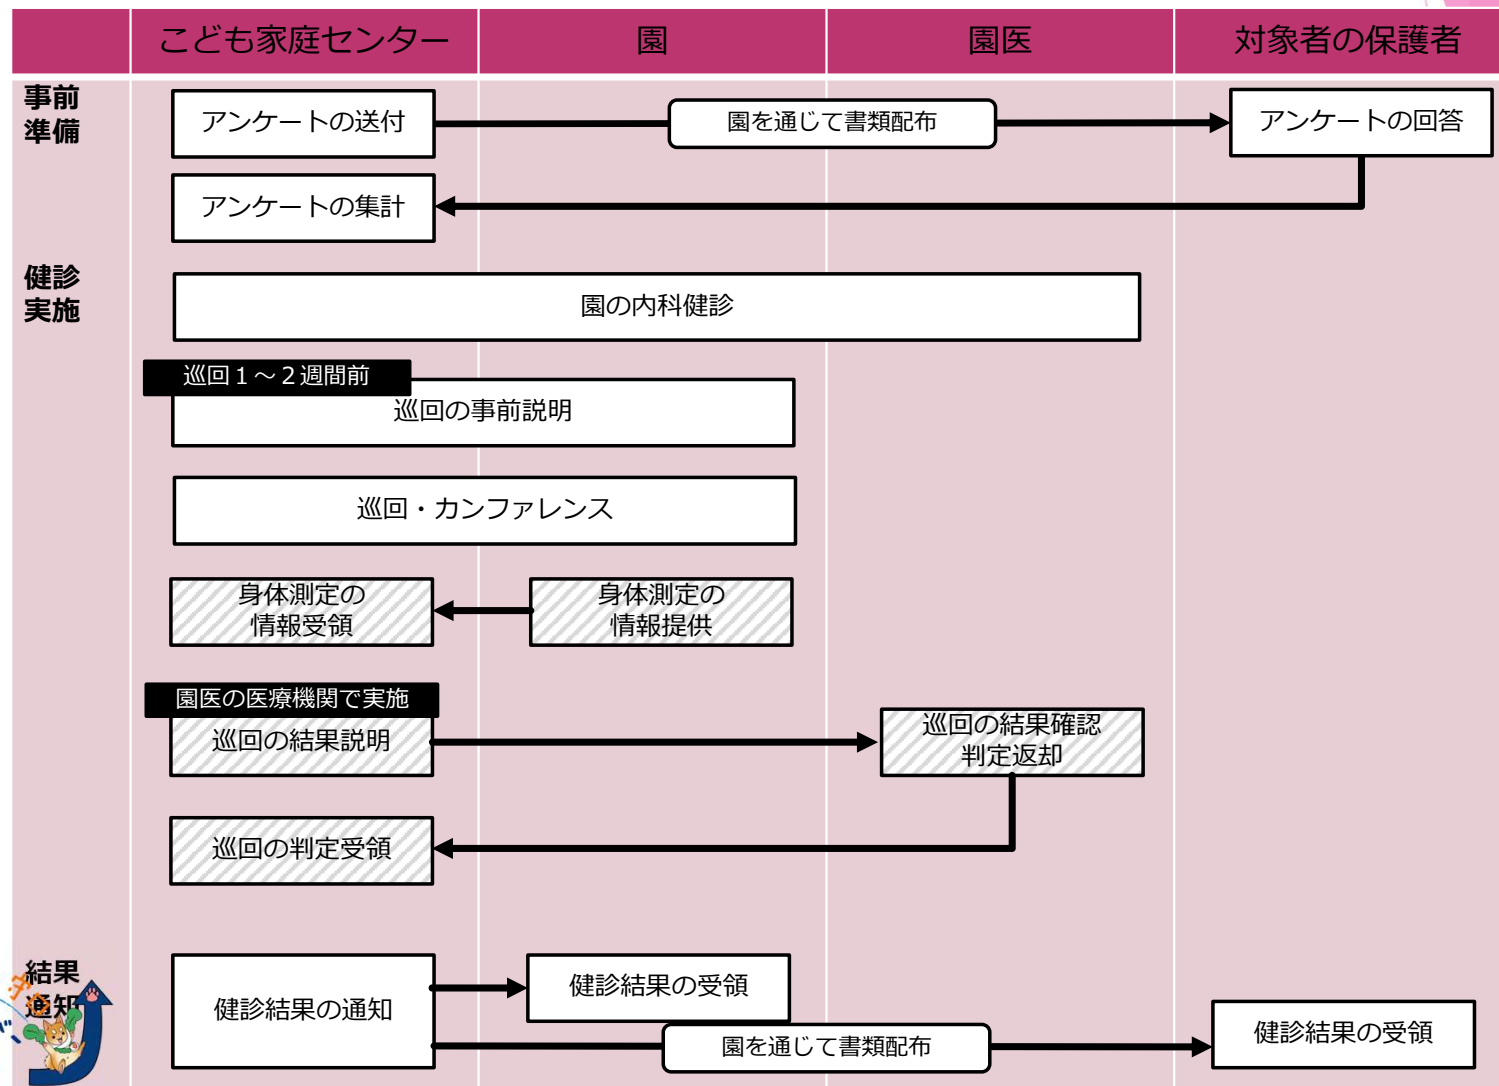 こども家庭センター
園
園医
対象者の保護者
事前
準備
アンケートの送付
園を通じて書類配布
アンケートの回答
アンケートの集計
健診
実施
園の内科健診
巡回１～２週間前
巡回の事前説明
巡回・カンファレンス
身体測定の
情報受領
身体測定の
情報提供
園医の医療機関で実施
巡回の結果説明
巡回の結果確認
判定返却
巡回の判定受領
結果
通知
健診結果の通知
健診結果の受領
園を通じて書類配布
健診結果の受領